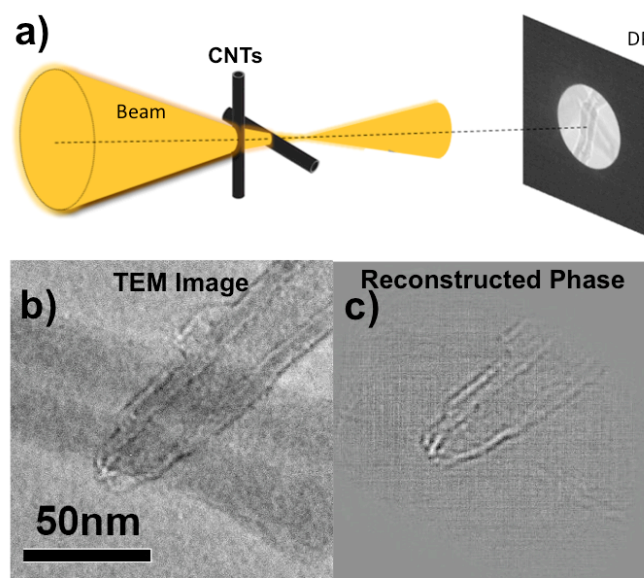 a)
CNTs
Beam
b)
TEM Image
50nm
Reconstructed Phase
c)